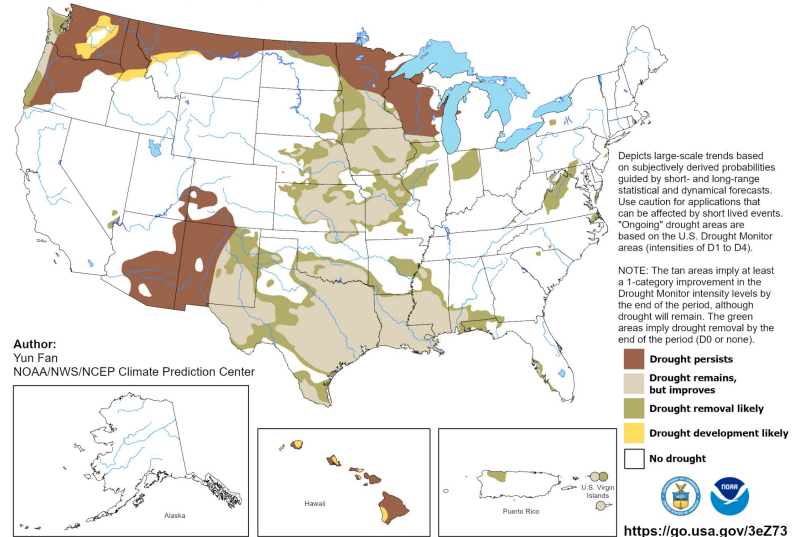 Depicts large-scale trends based
on subjectively derived probabilities
guided by short- and long-range
statistical and dynamical forecasts.
Use caution for applications that
can be affected by short lived events.
"Ongoing" drought areas are
based on the U.S. Drought Monitor
areas (intensities of D1 to D4).
NOTE: The tan areas imply at least
a 1-category improvement in the
Drought Monitor intensity levels by
the end of the period, although
drought will remain. The green
areas imply drought removal by the
end of the period (D0 or none).
Author:
Yun Fan
NOAA/NWS/NCEP Climate Prediction Center
Drought persists
Drought remains,
but improves
Drought removal likely
Drought development likely
No drought
Alaska
Hawaii
Puerto Rico
U.S. Virgin
Islands
NOAA
https://go.usa.gov/3eZ73